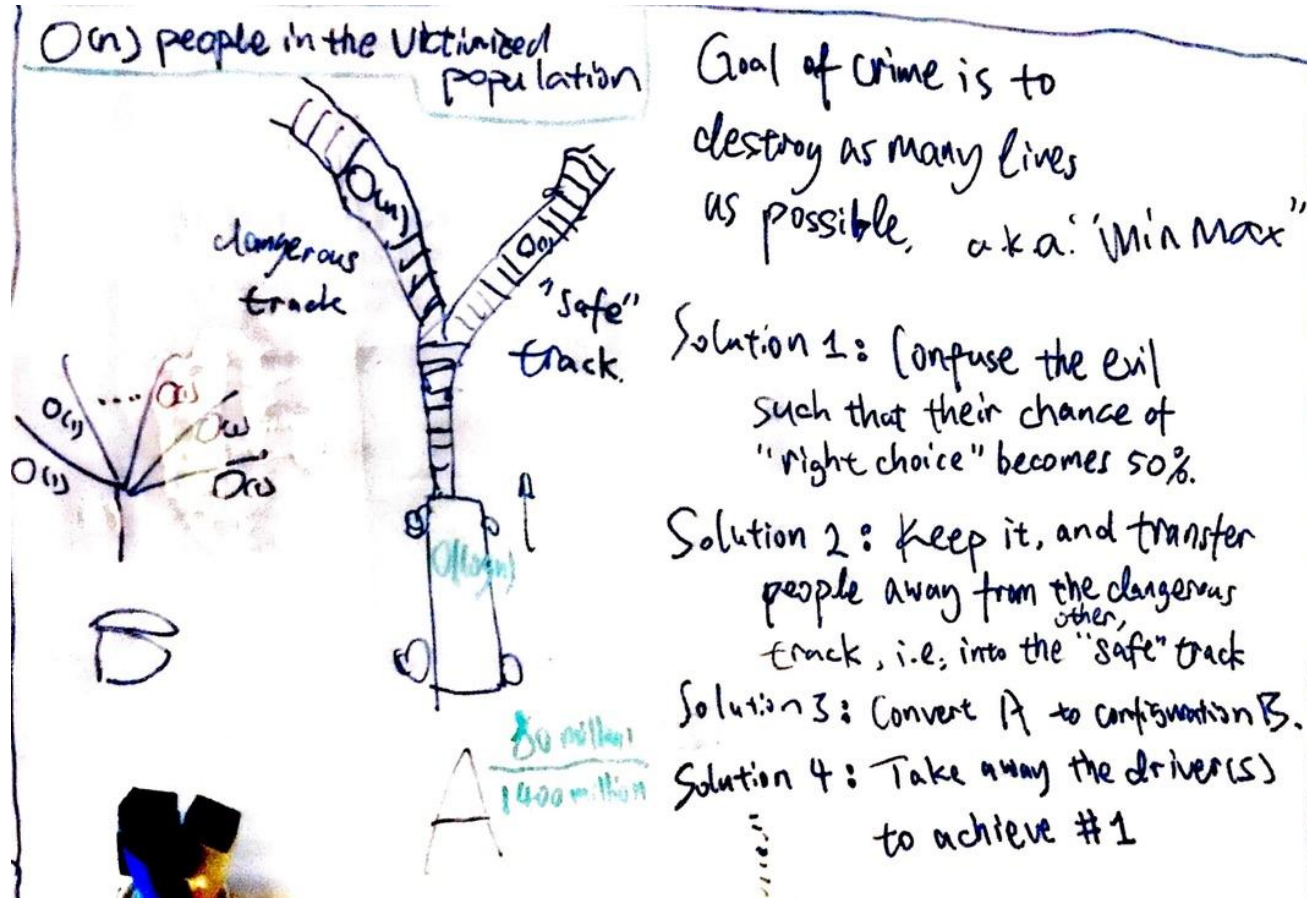 O(n) people in the Victimized
population
O(n)
O(1)
dangerous
track
"Safe"
track.
O(1)
O(1)
O(1)
O(1)
O(1)
O(logn)
B
A
80 million
1400 million
Goal of crime is to
destroy as many lives
as possible, a.k.a: "Min Max"
Solution 1: Confuse the evil
such that their chance of
"right choice" becomes 50%.
Solution 2: Keep it, and transfer
people away from the dangerous
track, i.e. into the other, "safe" track
Solution 3: Convert A to configuration B.
Solution 4: Take away the driver(s)
to achieve #1